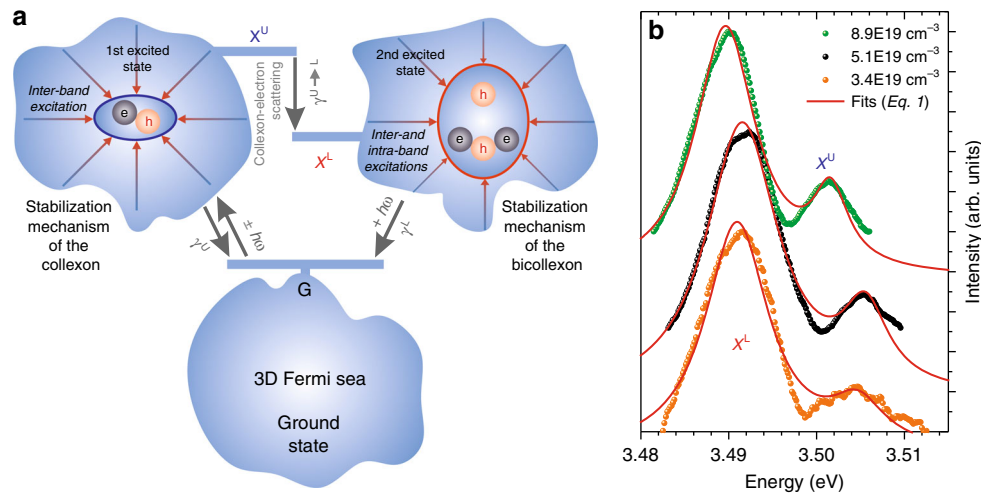 a
X^U
1st excited
state
Inter-band
excitation
e
h
Collexon-electron
scattering
γ^U→L
X^L
2nd excited
state
h
e
e
h
Inter-and
intra-band
excitations
Stabilization
mechanism
of the
collexon
γ^U
± ħω
+ ħω
γ^L
Stabilization
mechanism
of the
bicollexon
G
3D Fermi sea
Ground
state
b
8.9E19 cm⁻³
5.1E19 cm⁻³
3.4E19 cm⁻³
Fits (Eq. 1)
X^U
X^L
Intensity (arb. units)
3.48 3.49 3.50 3.51
Energy (eV)